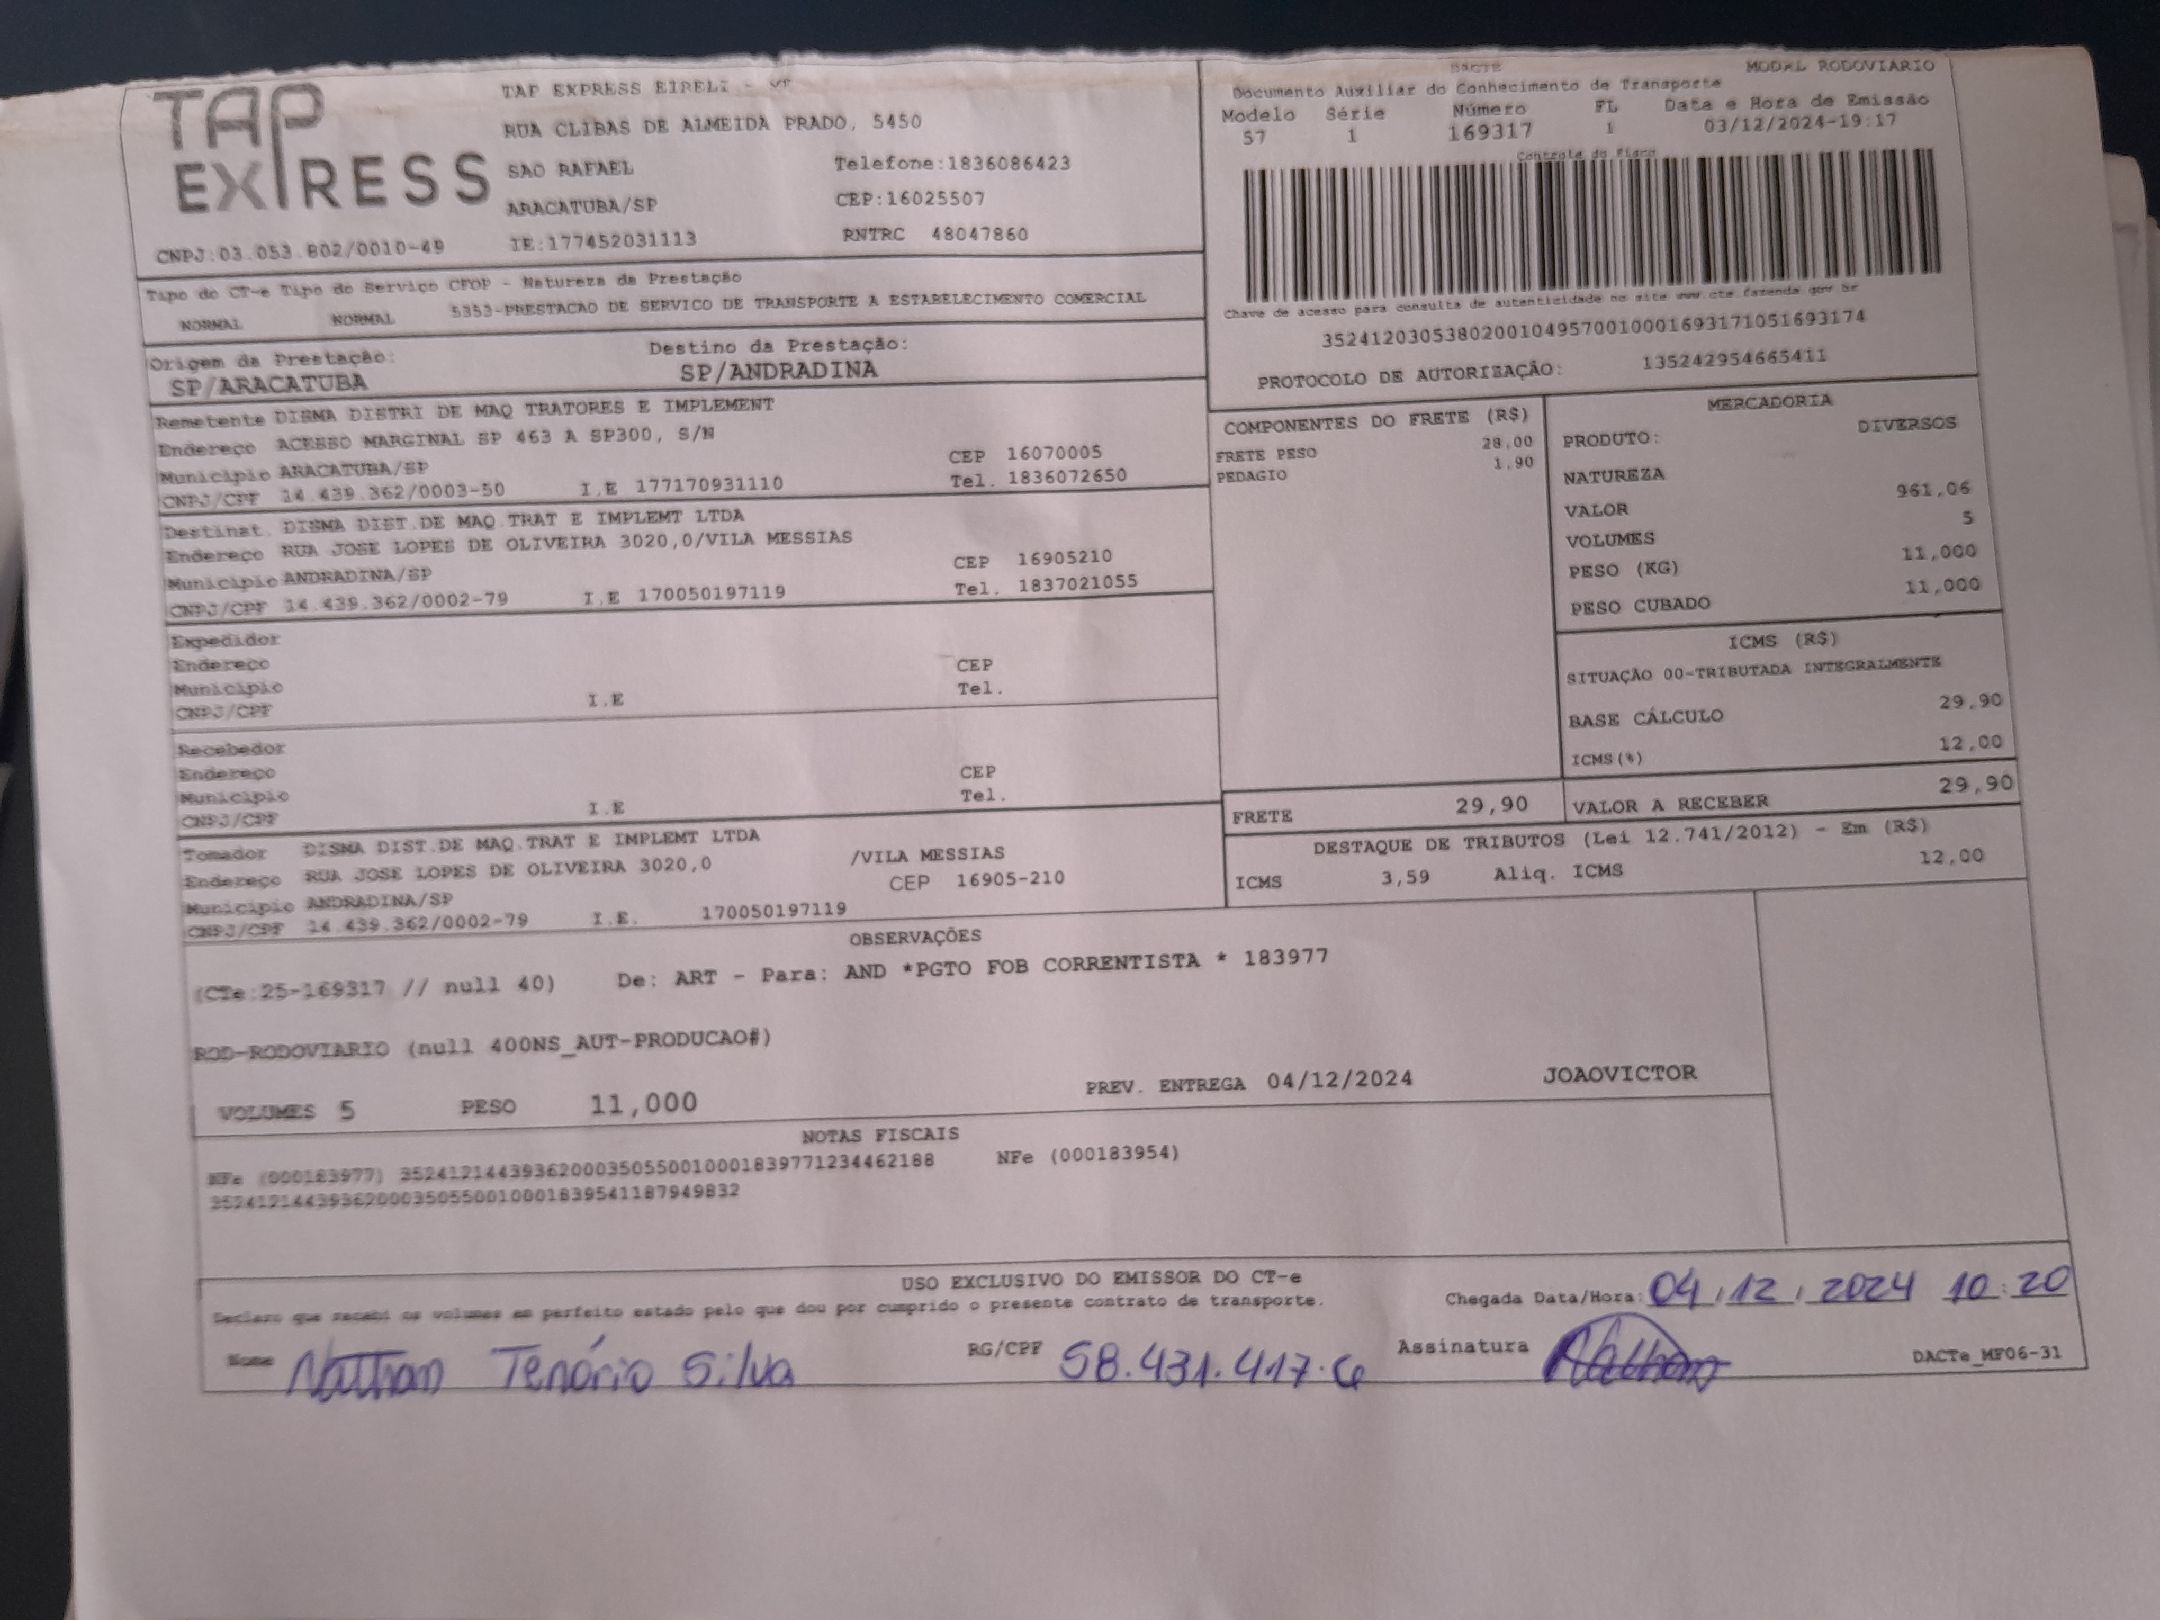 TAP
EXPRESS
TAP EXPRESS EIRELI -
RUA CLIBAS DE ALMEIDA PRADO, 5450
SAO RAFAEL Telefone:1836086423
ARACATUBA/SP CEP:16025507
CNPJ:03.053.802/0010-49 IE:177452031113 RNTRC 48047860
DACTE MODAL RODOVIARIO
Documento Auxiliar do Conhecimento de Transporte
Modelo Série Número FL Data e Hora de Emissão
57 1 169317 1 03/12/2024-19:17
Controle do Fisco
Chave de acesso para consulta de autenticidade no site www.cte.fazenda.gov.br
35241203053802001049570010001693171051693174
PROTOCOLO DE AUTORIZAÇÃO: 135242954665411
Tipo do CT-e Tipo do Serviço CFOP - Natureza da Prestação
NORMAL NORMAL 5353-PRESTACAO DE SERVICO DE TRANSPORTE A ESTABELECIMENTO COMERCIAL
Origem da Prestação: Destino da Prestação:
SP/ARACATUBA SP/ANDRADINA
Remetente DISMA DISTRI DE MAQ TRATORES E IMPLEMENT
Endereço ACESSO MARGINAL SP 463 A SP300, S/N
Município ARACATUBA/SP CEP 16070005
CNPJ/CPF 14.439.362/0003-50 I.E 177170931110 Tel. 1836072650
Destinat. DISMA DIST.DE MAQ.TRAT E IMPLEMT LTDA
Endereço RUA JOSE LOPES DE OLIVEIRA 3020,0/VILA MESSIAS
Município ANDRADINA/SP CEP 16905210
CNPJ/CPF 14.439.362/0002-79 I.E 170050197119 Tel. 1837021055
Expedidor
Endereço CEP
Município Tel.
CNPJ/CPF I.E
Recebedor
Endereço CEP
Município Tel.
CNPJ/CPF I.E
Tomador DISMA DIST.DE MAQ.TRAT E IMPLEMT LTDA
Endereço RUA JOSE LOPES DE OLIVEIRA 3020,0 /VILA MESSIAS
Município ANDRADINA/SP CEP 16905-210
CNPJ/CPF 14.439.362/0002-79 I.E. 170050197119
COMPONENTES DO FRETE (R$)
FRETE PESO 28,00
PEDAGIO 1,90
MERCADORIA
PRODUTO: DIVERSOS
NATUREZA
VALOR 961,06
VOLUMES 5
PESO (KG) 11,000
PESO CUBADO 11,000
ICMS (R$)
SITUAÇÃO 00-TRIBUTADA INTEGRALMENTE
BASE CÁLCULO 29,90
ICMS(%) 12,00
FRETE 29,90 VALOR A RECEBER 29,90
DESTAQUE DE TRIBUTOS (Lei 12.741/2012) - Em (R$)
ICMS 3,59 Aliq. ICMS 12,00
OBSERVAÇÕES
(CTe:25-169317 // null 40) De: ART - Para: AND *PGTO FOB CORRENTISTA * 183977
ROD-RODOVIARIO (null 400NS_AUT-PRODUCAO#)
VOLUMES 5 PESO 11,000 PREV. ENTREGA 04/12/2024 JOAOVICTOR
NOTAS FISCAIS
NFe (000183977) 35241214439362000350550010001839771234462188 NFe (000183954)
35241214439362000350550010001839541187949832
USO EXCLUSIVO DO EMISSOR DO CT-e
Declaro que recebi os volumes em perfeito estado pelo que dou por cumprido o presente contrato de transporte. Chegada Data/Hora: 04/12/2024 10:20
Nome Nathan Tenório Silva RG/CPF 58.431.417-6 Assinatura Nathan DACTe_MF06-31